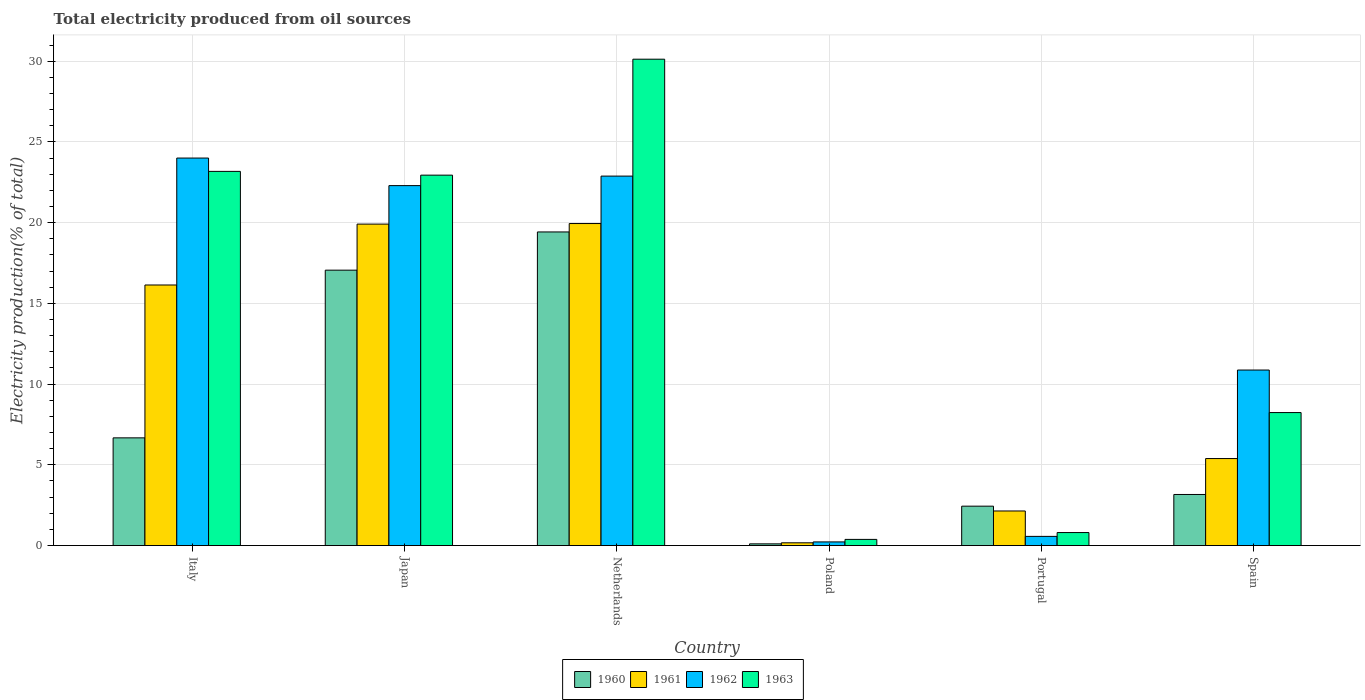 Total electricity produced from oil sources
Electricity production(% of total)
30
25
20
15
10
5
0
Italy
Japan
Netherlands
Poland
Portugal
Spain
Country
1960
1961
1962
1963